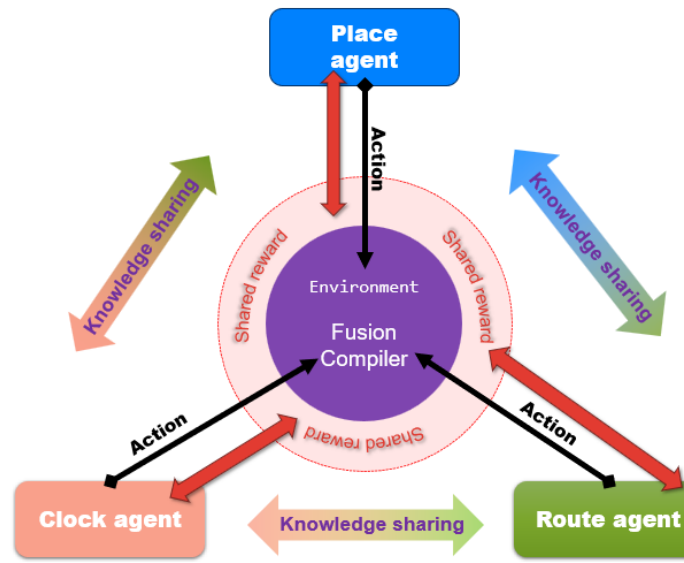 Place
agent
Action
Knowledge sharing
Knowledge sharing
Shared reward
Shared reward
Environment
Fusion
Compiler
Shared reward
Action
Action
Clock agent
Knowledge sharing
Route agent